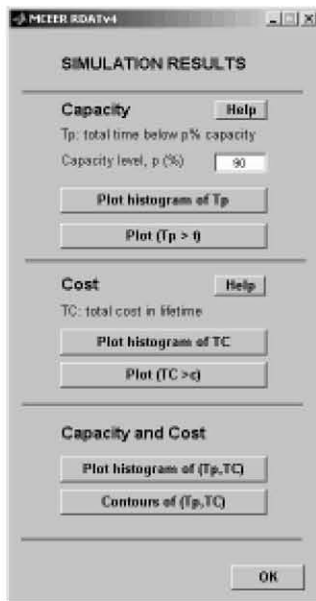 MCEER RDATv4
SIMULATION RESULTS
Capacity
Help
Tp: total time below p% capacity
Capacity level, p (%)
90
Plot histogram of Tp
Plot (Tp > t)
Cost
Help
TC: total cost in lifetime
Plot histogram of TC
Plot (TC >c)
Capacity and Cost
Plot histogram of (Tp,TC)
Contours of (Tp,TC)
OK